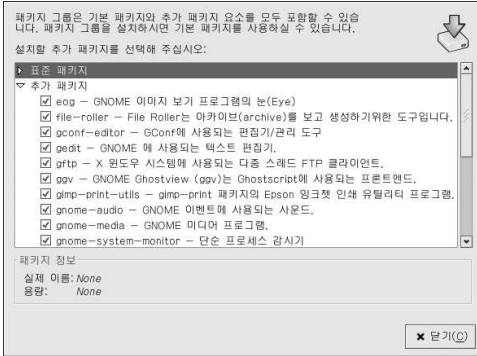 패키지 그룹은 기본 패키지와 추가 패키지 요소를 모두 포함할 수 있습
니다. 패키지 그룹을 설치하시면 기본 패키지를 사용하실 수 있습니다.
설치할 추가 패키지를 선택해 주십시오:
표준 패키지
추가 패키지
eog - GNOME 이미지 보기 프로그램의 눈(Eye)
file-roller - File Roller는 아카이브(archive)를 보고 생성하기위한 도구입니다.
gconf-editor - GConf에 사용되는 편집기/관리 도구
gedit - GNOME 에 사용되는 텍스트 편집기.
gftp - X 윈도우 시스템에 사용되는 다중 스레드 FTP 클라이언트.
ggv - GNOME Ghostview (ggv)는 Ghostscript에 사용되는 프론트엔드.
gimp-print-utils - gimp-print 패키지의 Epson 잉크젯 인쇄 유틸리티 프로그램.
gnome-audio - GNOME 이벤트에 사용되는 사운드.
gnome-media - GNOME 미디어 프로그램.
gnome-system-monitor - 단순 프로세스 감시기
패키지 정보
실제 이름: None
용량: None
닫기(C)